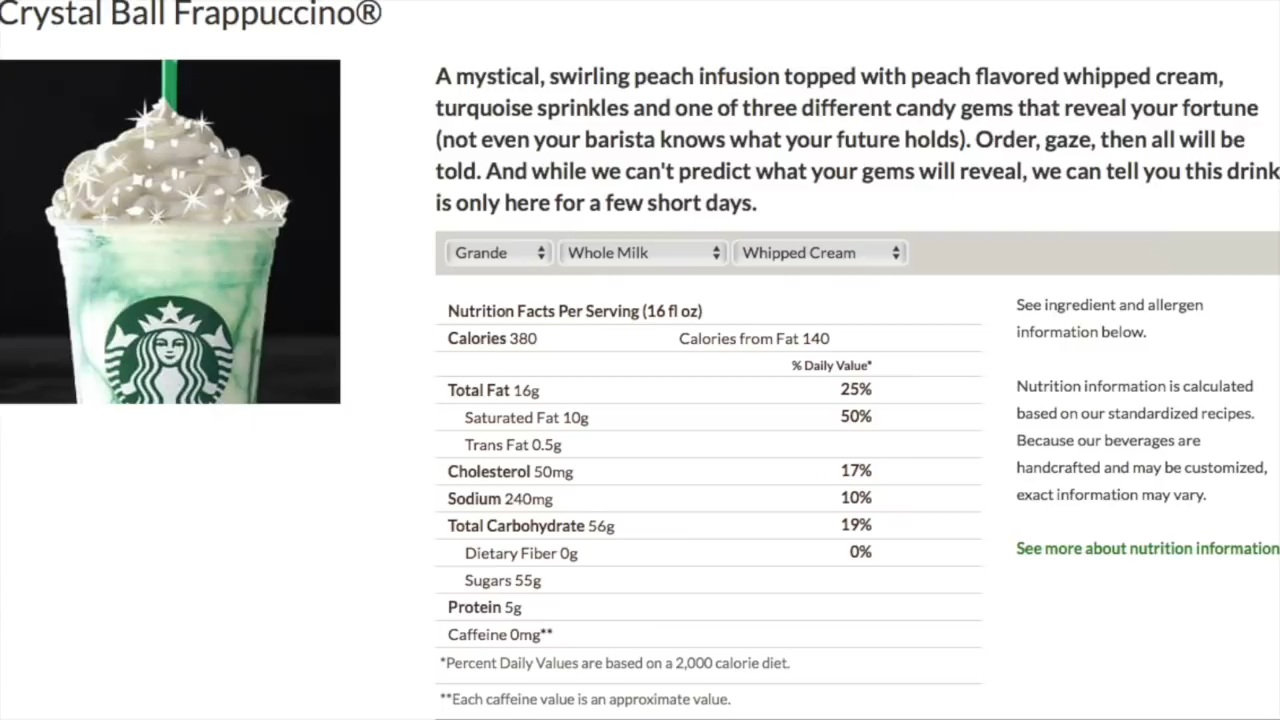 Crystal Ball Frappuccino®
A mystical, swirling peach infusion topped with peach flavored whipped cream,
turquoise sprinkles and one of three different candy gems that reveal your fortune
(not even your barista knows what your future holds). Order, gaze, then all will be
told. And while we can't predict what your gems will reveal, we can tell you this drink
is only here for a few short days.
Grande Whole Milk Whipped Cream
Nutrition Facts Per Serving (16 fl oz)
Calories 380 Calories from Fat 140
% Daily Value*
Total Fat 16g 25%
Saturated Fat 10g 50%
Trans Fat 0.5g
Cholesterol 50mg 17%
Sodium 240mg 10%
Total Carbohydrate 56g 19%
Dietary Fiber 0g 0%
Sugars 55g
Protein 5g
Caffeine 0mg**
*Percent Daily Values are based on a 2,000 calorie diet.
**Each caffeine value is an approximate value.
See ingredient and allergen
information below.
Nutrition information is calculated
based on our standardized recipes.
Because our beverages are
handcrafted and may be customized,
exact information may vary.
See more about nutrition information